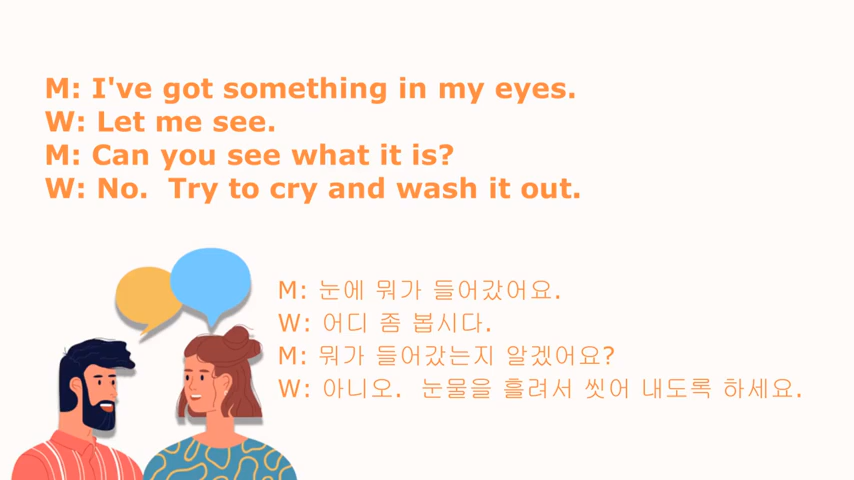 M: I've got something in my eyes.
W: Let me see.
M: Can you see what it is?
W: No.  Try to cry and wash it out.
M: 눈에 뭐가 들어갔어요.
W: 어디 좀 봅시다.
M: 뭐가 들어갔는지 알겠어요?
W: 아니오.  눈물을 흘려서 씻어 내도록 하세요.